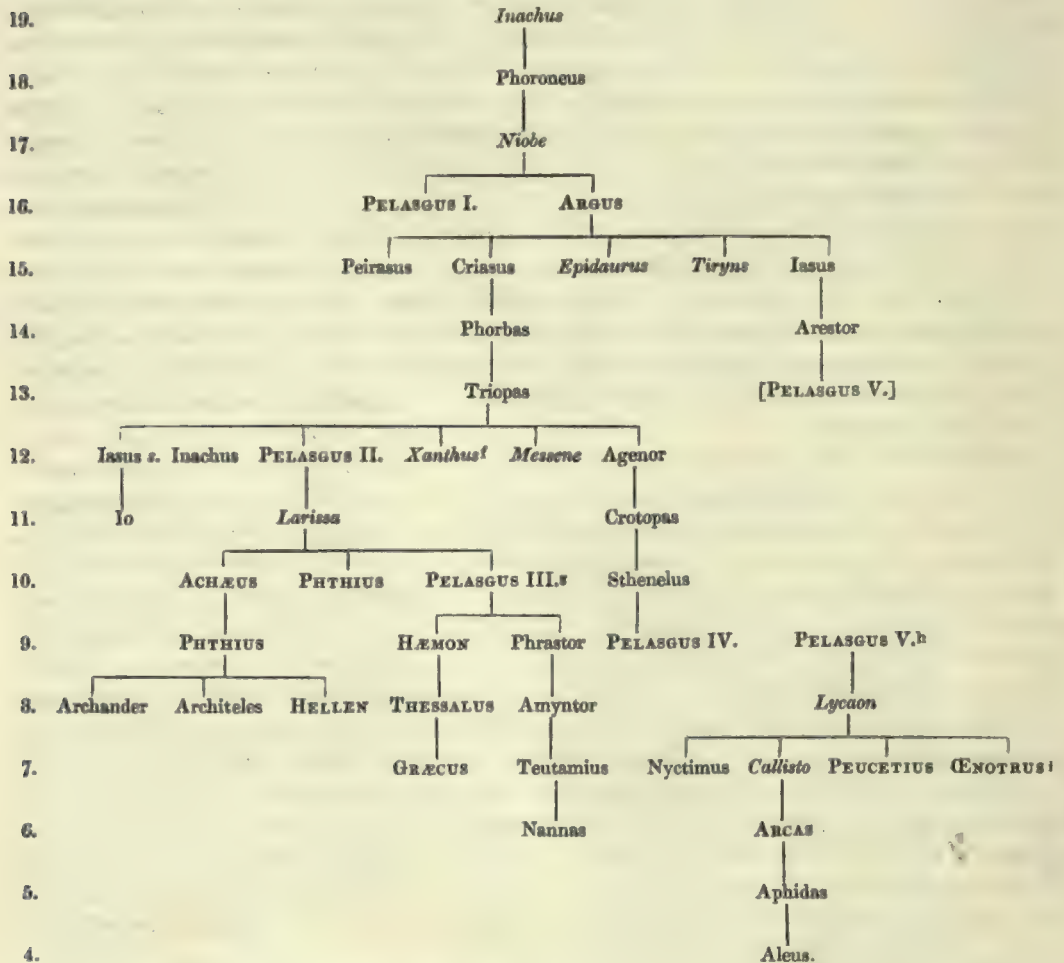 19. Inachus
18. Phoroneus
17. Niobe
16. PELASGUS I. ARGUS
15. Peirasus Criasus Epidaurus Tiryns Iasus
14. Phorbas Arestor
13. Triopas [PELASGUS V.]
12. Iasus s. Inachus PELASGUS II. Xanthus f Messene Agenor
11. Io Larissa Crotopas
10. ACHÆUS PHTHIUS PELASGUS III. g Sthenelus
9. PHTHIUS HÆMON Phrastor PELASGUS IV. PELASGUS V. h
8. Archander Architeles HELLEN THESSALUS Amyntor Lycaon
7. GRÆCUS Teutamius Nyctimus Callisto PEUCETIUS ŒNOTRUS i
6. Nannas ARCAS
5. Aphidas
4. Aleus.